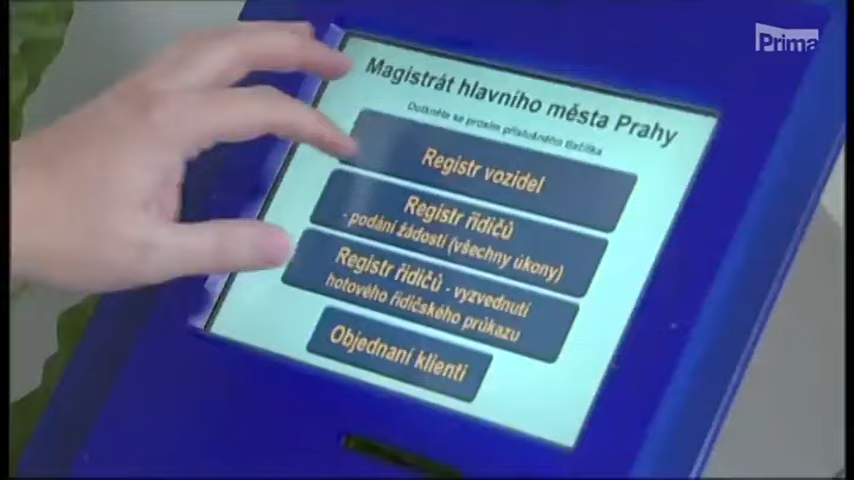 Prima
Magistrát hlavního města Prahy
Dotkněte se prosím příslušného tlačítka
Registr vozidel
Registr řidičů
- podání žádostí (všechny úkony)
Registr řidičů - vyzvednutí
hotového řidičského průkazu
Objednaní klienti